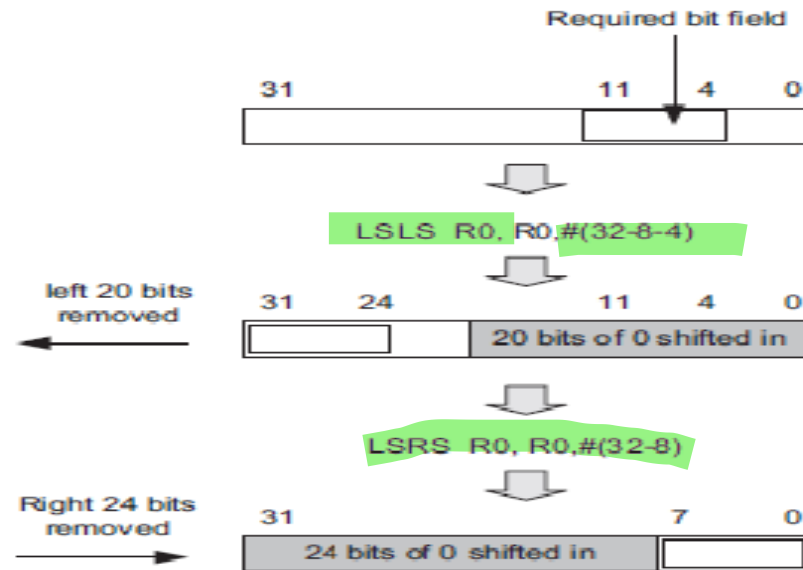 Required bit field
31 11 4 0
LSLS R0, R0,#(32-8-4)
left 20 bits
removed
31 24 11 4 0
20 bits of 0 shifted in
LSRS R0, R0,#(32-8)
Right 24 bits
removed
31 7 0
24 bits of 0 shifted in